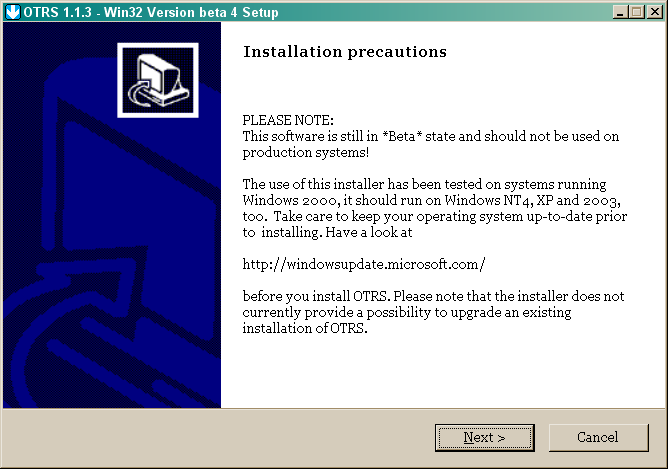 OTRS 1.1.3 - Win32 Version beta 4 Setup
Installation precautions
PLEASE NOTE:
This software is still in *Beta* state and should not be used on
production systems!
The use of this installer has been tested on systems running
Windows 2000, it should run on Windows NT4, XP and 2003,
too. Take care to keep your operating system up-to-date prior
to installing. Have a look at
http://windowsupdate.microsoft.com/
before you install OTRS. Please note that the installer does not
currently provide a possibility to upgrade an existing
installation of OTRS.
Next >
Cancel